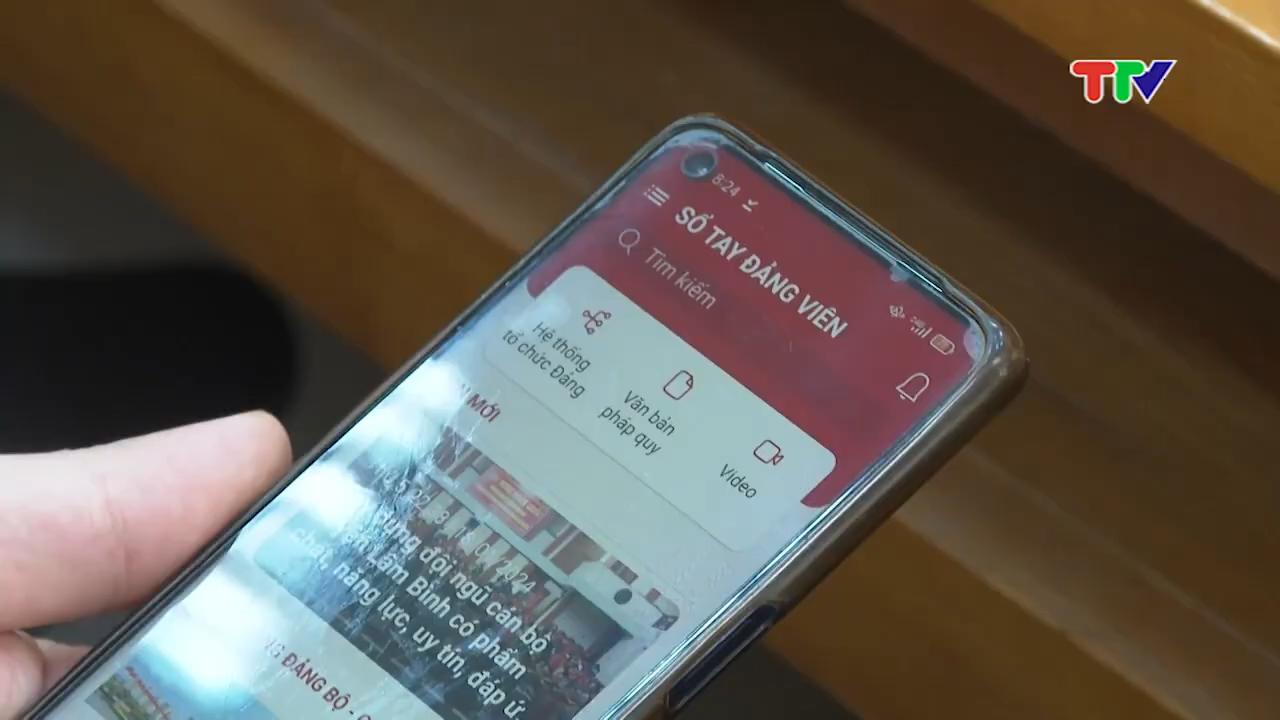 TTV
8:24
SỔ TAY ĐẢNG VIÊN
Tìm kiếm
Hệ thống
tổ chức Đảng
Văn bản
pháp quy
Video
MỚI
2024
đội ngũ cán bộ
Lâm Bình có phẩm
chất, năng lực, uy tín, đáp ứ
ĐẢNG BỘ -